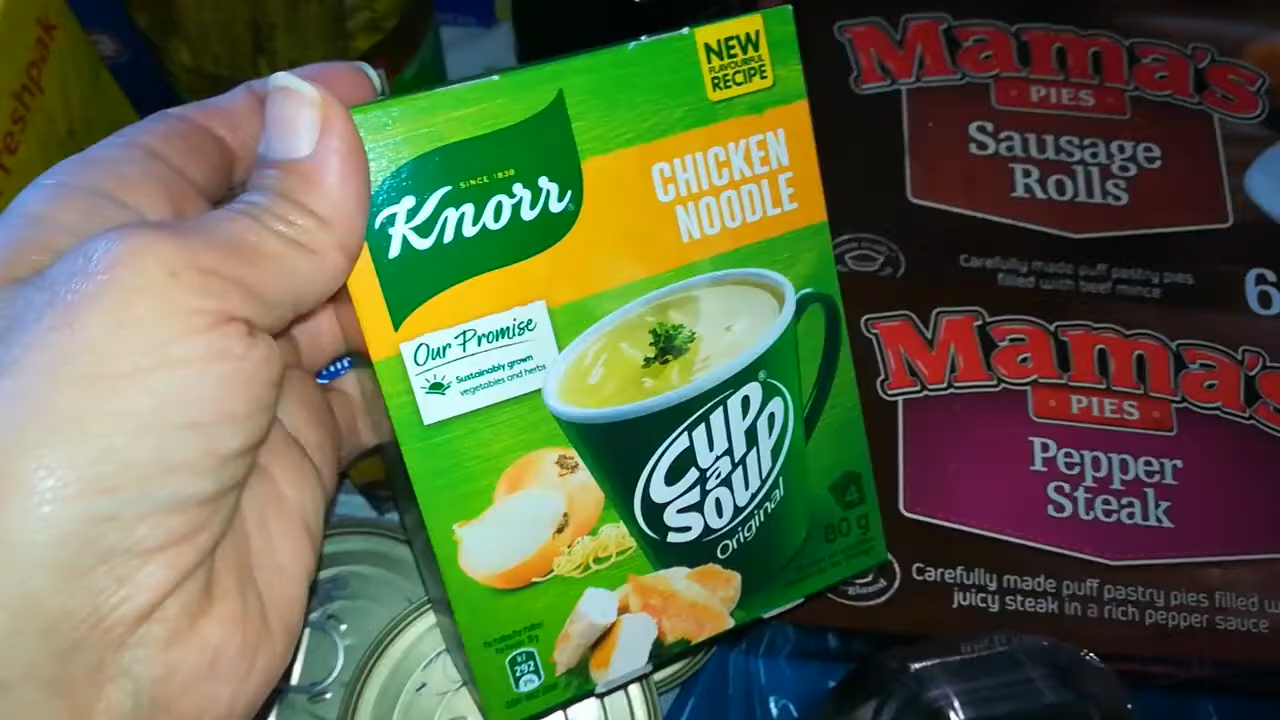 Freshpak
NEW
FLAVOURFUL
RECIPE
SINCE 1838
Knorr
CHICKEN
NOODLE
Our Promise
Sustainably grown
vegetables and herbs
CUP
a
SOUP
Original
4
80 g
kJ
292
Mama's
PIES
Sausage
Rolls
Carefully made puff pastry pies
filled with beef mince
6
Mama's
PIES
Pepper
Steak
Carefully made puff pastry pies filled
juicy steak in a rich pepper sauce